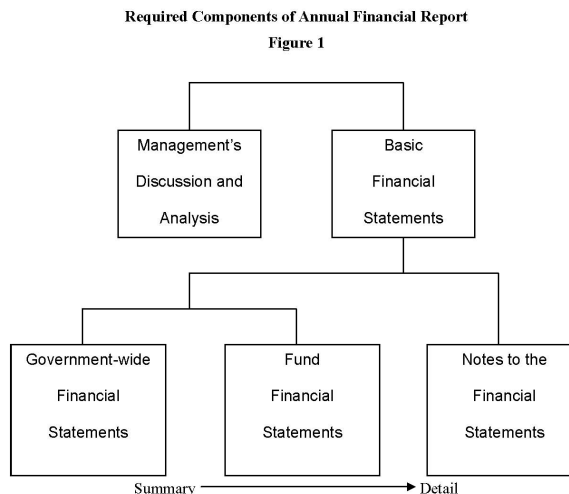 Required Components of Annual Financial Report
Figure 1
Management's
Discussion and
Analysis
Basic
Financial
Statements
Government-wide
Financial
Statements
Fund
Financial
Statements
Notes to the
Financial
Statements
Summary
Detail